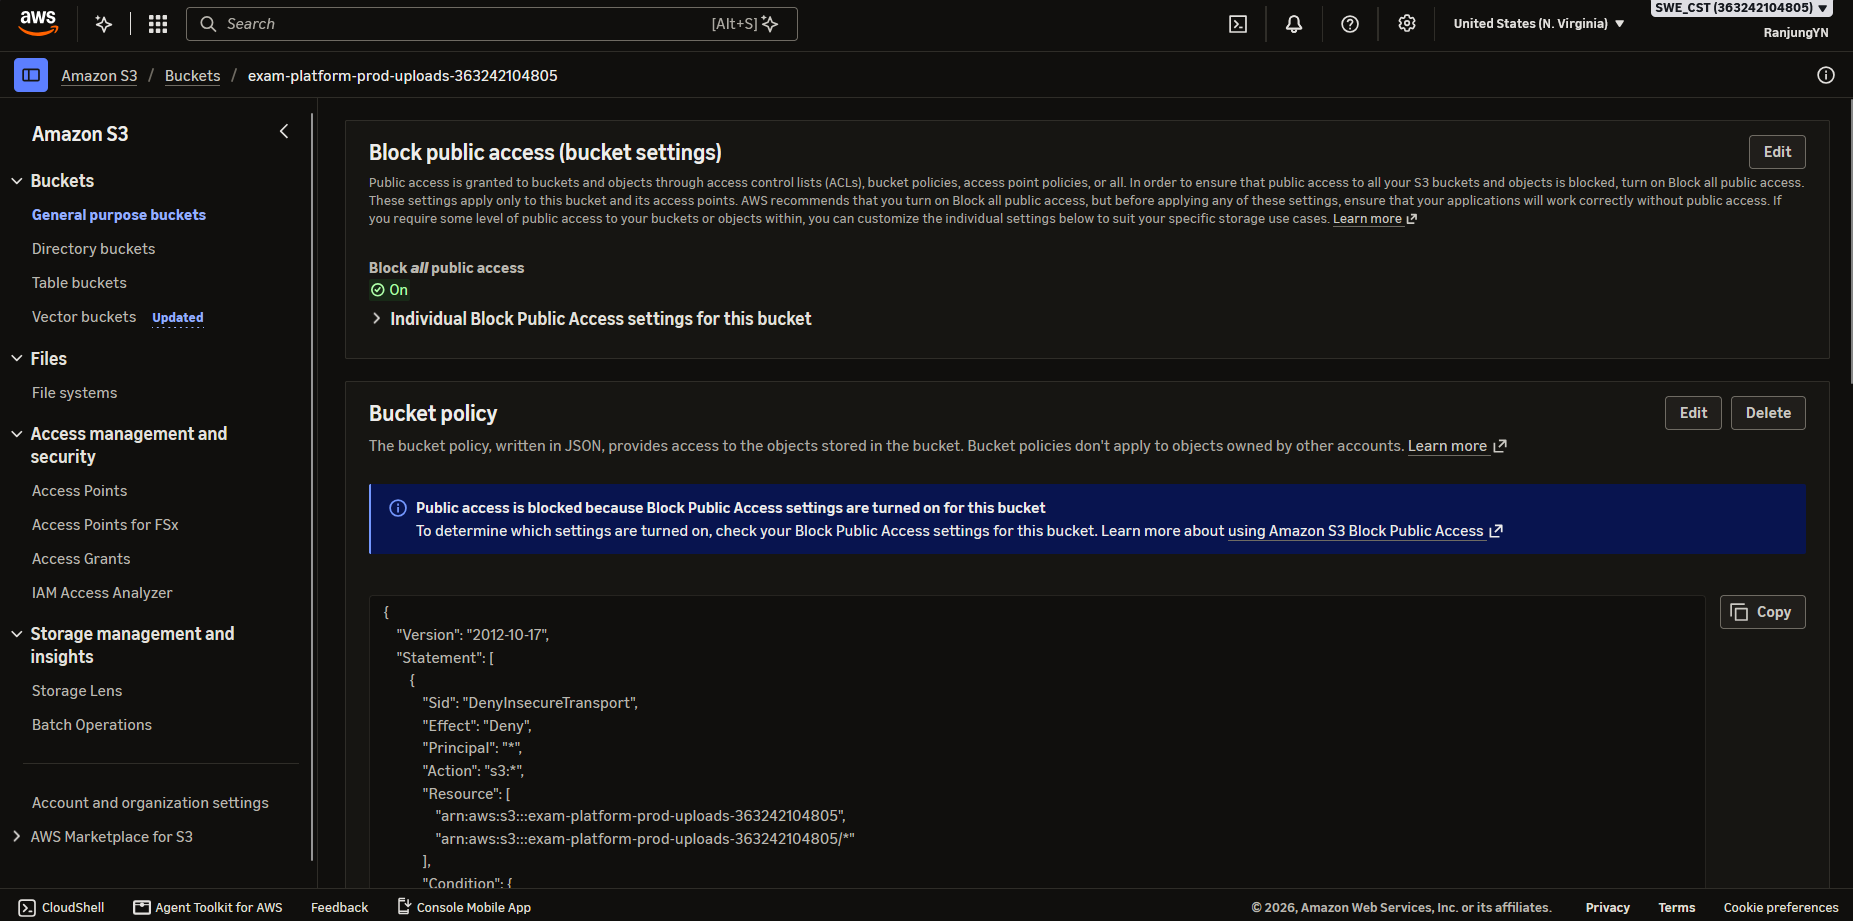 aws
Search
[Alt+S]
United States (N. Virginia)
SWE_CST (363242104805)
RanjungYN
Amazon S3 / Buckets / exam-platform-prod-uploads-363242104805
Amazon S3
Buckets
General purpose buckets
Directory buckets
Table buckets
Vector buckets Updated
Files
File systems
Access management and
security
Access Points
Access Points for FSx
Access Grants
IAM Access Analyzer
Storage management and
insights
Storage Lens
Batch Operations
Account and organization settings
AWS Marketplace for S3
Block public access (bucket settings)
Edit
Public access is granted to buckets and objects through access control lists (ACLs), bucket policies, access point policies, or all. In order to ensure that public access to all your S3 buckets and objects is blocked, turn on Block all public access.
These settings apply only to this bucket and its access points. AWS recommends that you turn on Block all public access, but before applying any of these settings, ensure that your applications will work correctly without public access. If
you require some level of public access to your buckets or objects within, you can customize the individual settings below to suit your specific storage use cases. Learn more
Block all public access
On
Individual Block Public Access settings for this bucket
Bucket policy
Edit
Delete
The bucket policy, written in JSON, provides access to the objects stored in the bucket. Bucket policies don't apply to objects owned by other accounts. Learn more
Public access is blocked because Block Public Access settings are turned on for this bucket
To determine which settings are turned on, check your Block Public Access settings for this bucket. Learn more about using Amazon S3 Block Public Access
Copy
{
"Version": "2012-10-17",
"Statement": [
{
"Sid": "DenyInsecureTransport",
"Effect": "Deny",
"Principal": "*",
"Action": "s3:*",
"Resource": [
"arn:aws:s3:::exam-platform-prod-uploads-363242104805",
"arn:aws:s3:::exam-platform-prod-uploads-363242104805/*"
],
"Condition": {
CloudShell
Agent Toolkit for AWS
Feedback
Console Mobile App
© 2026, Amazon Web Services, Inc. or its affiliates.
Privacy
Terms
Cookie preferences